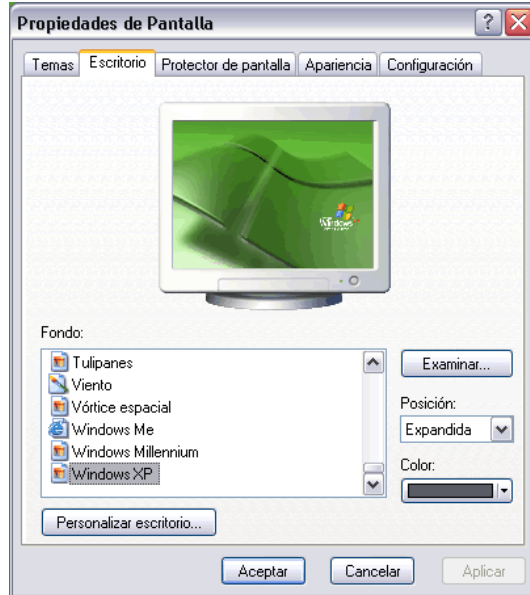 Propiedades de Pantalla
Temas Escritorio Protector de pantalla Apariencia Configuración
Windows
Fondo:
Tulipanes
Viento
Vórtice espacial
Windows Me
Windows Millennium
Windows XP
Examinar...
Posición:
Expandida
Color:
Personalizar escritorio...
Aceptar Cancelar Aplicar